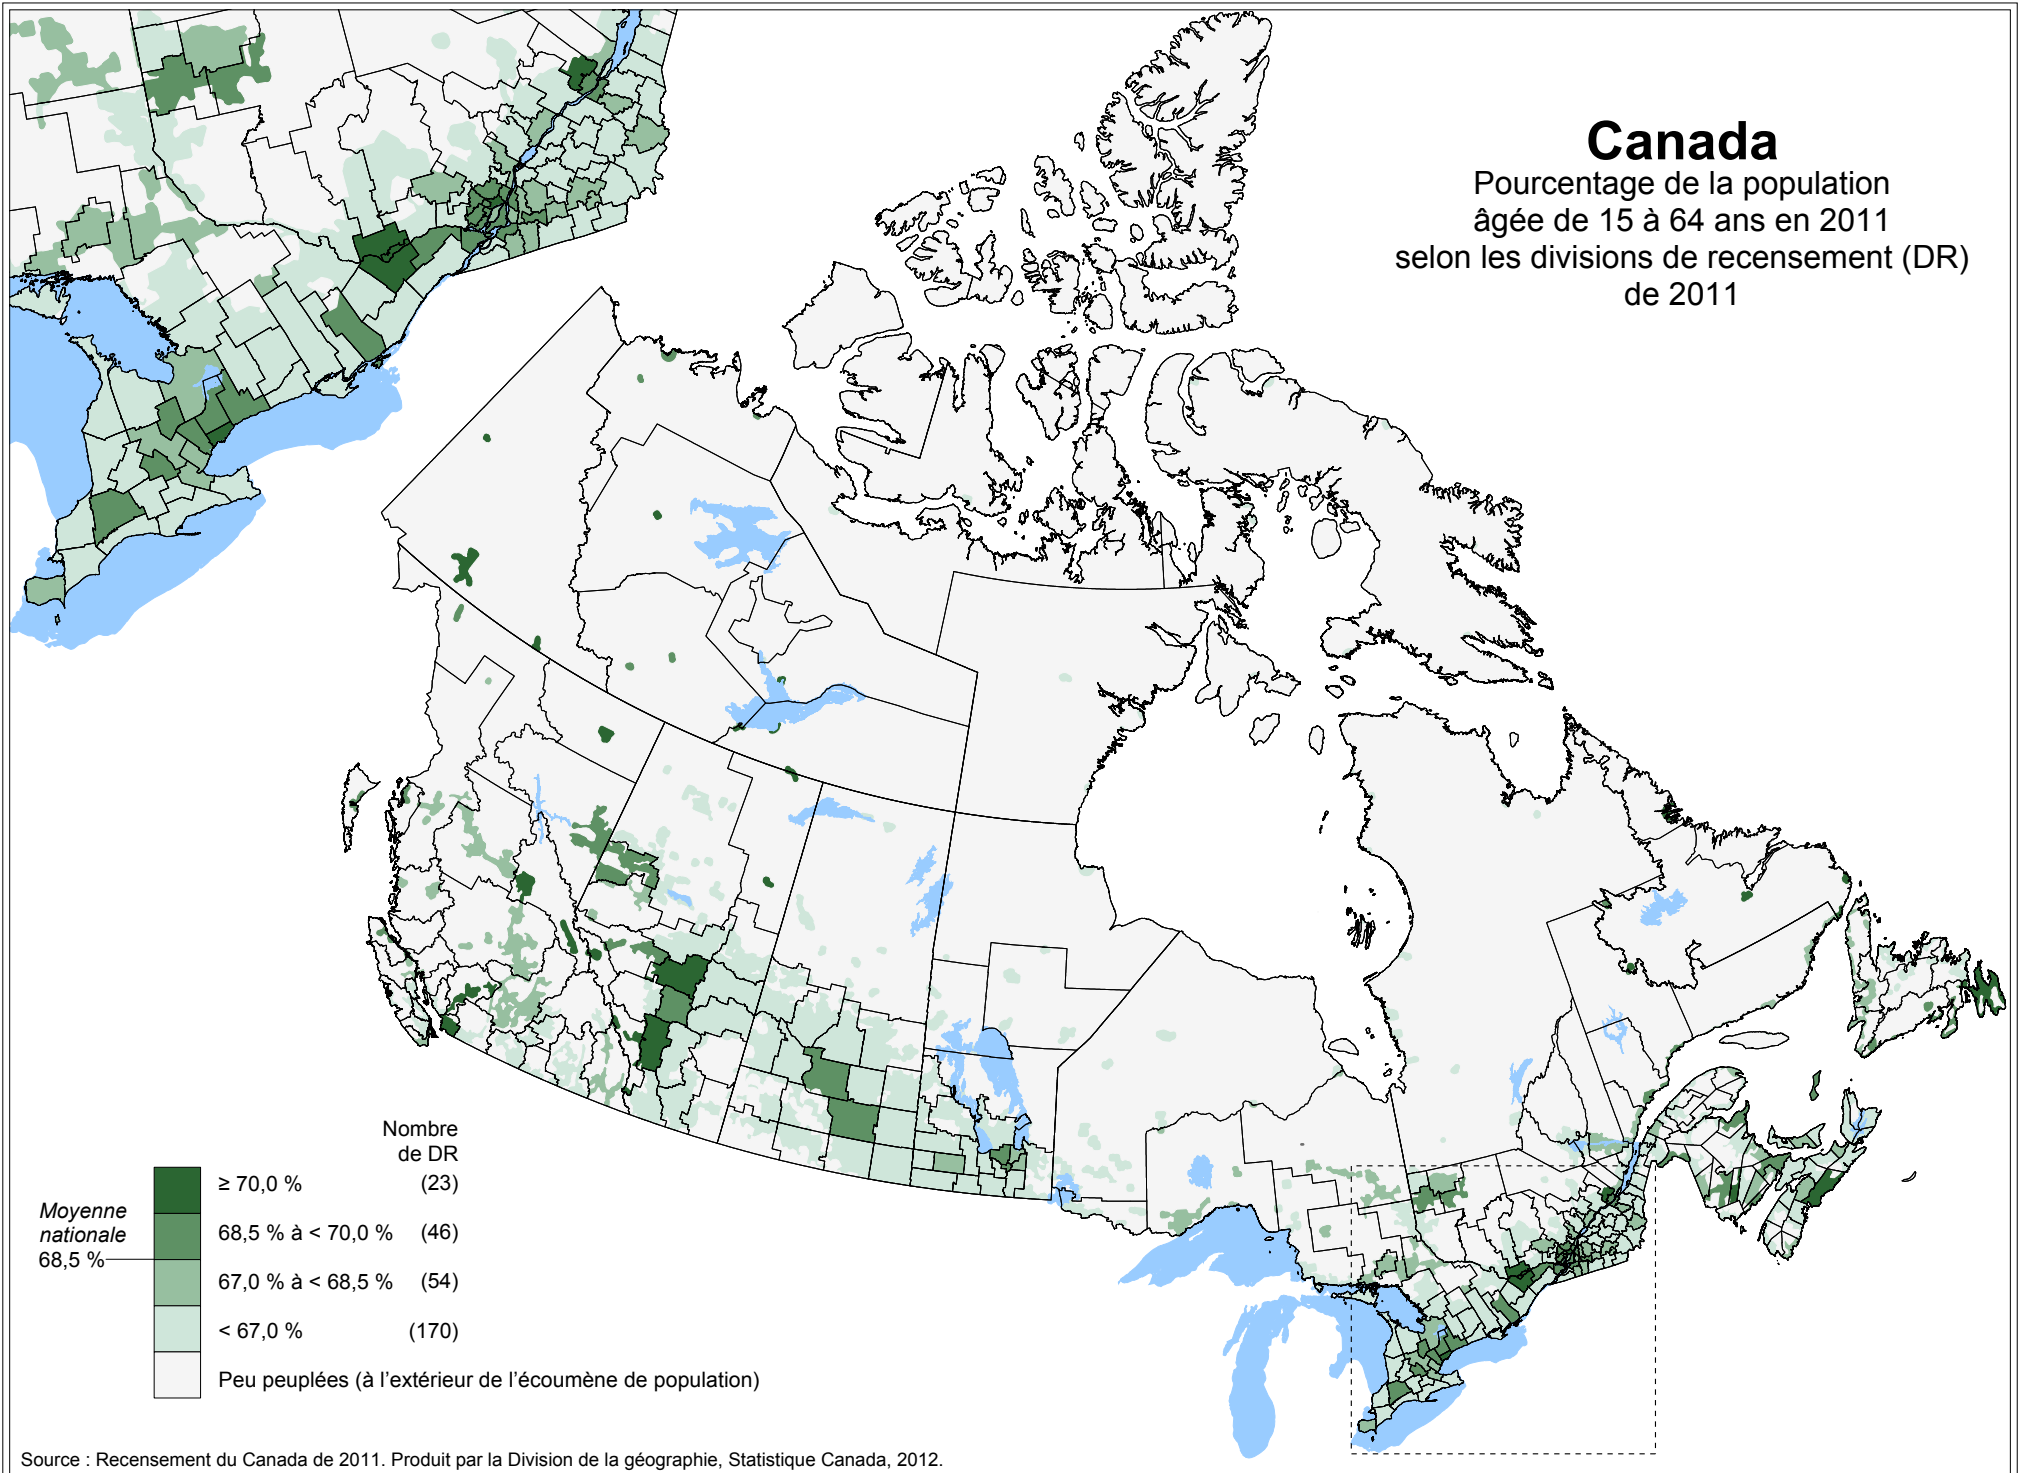 Canada
Pourcentage de la population
âgée de 15 à 64 ans en 2011
selon les divisions de recensement (DR)
de 2011
Nombre
de DR
≥ 70,0 % (23)
68,5 % à < 70,0 % (46)
67,0 % à < 68,5 % (54)
< 67,0 % (170)
Peu peuplées (à l’extérieur de l’écoumène de population)
Moyenne
nationale
68,5 %
Source : Recensement du Canada de 2011. Produit par la Division de la géographie, Statistique Canada, 2012.